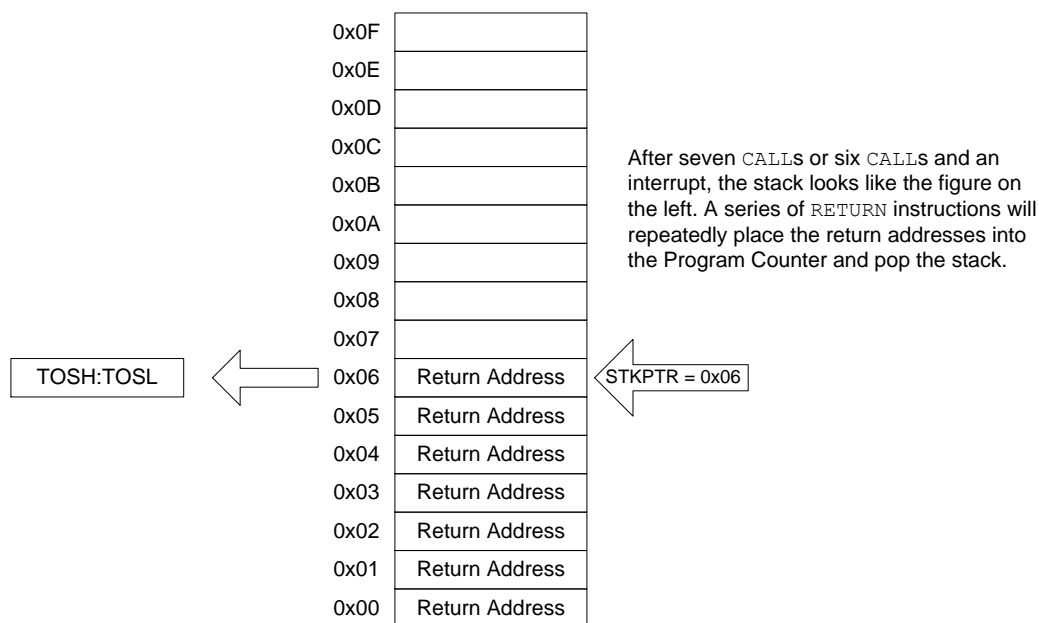 0x0F
0x0E
0x0D
0x0C
0x0B
0x0A
0x09
0x08
0x07
After seven CALLs or six CALLs and an
interrupt, the stack looks like the figure on
the left. A series of RETURN instructions will
repeatedly place the return addresses into
the Program Counter and pop the stack.
TOSH:TOSL 0x06 Return Address STKPTR = 0x06
0x05 Return Address
0x04 Return Address
0x03 Return Address
0x02 Return Address
0x01 Return Address
0x00 Return Address